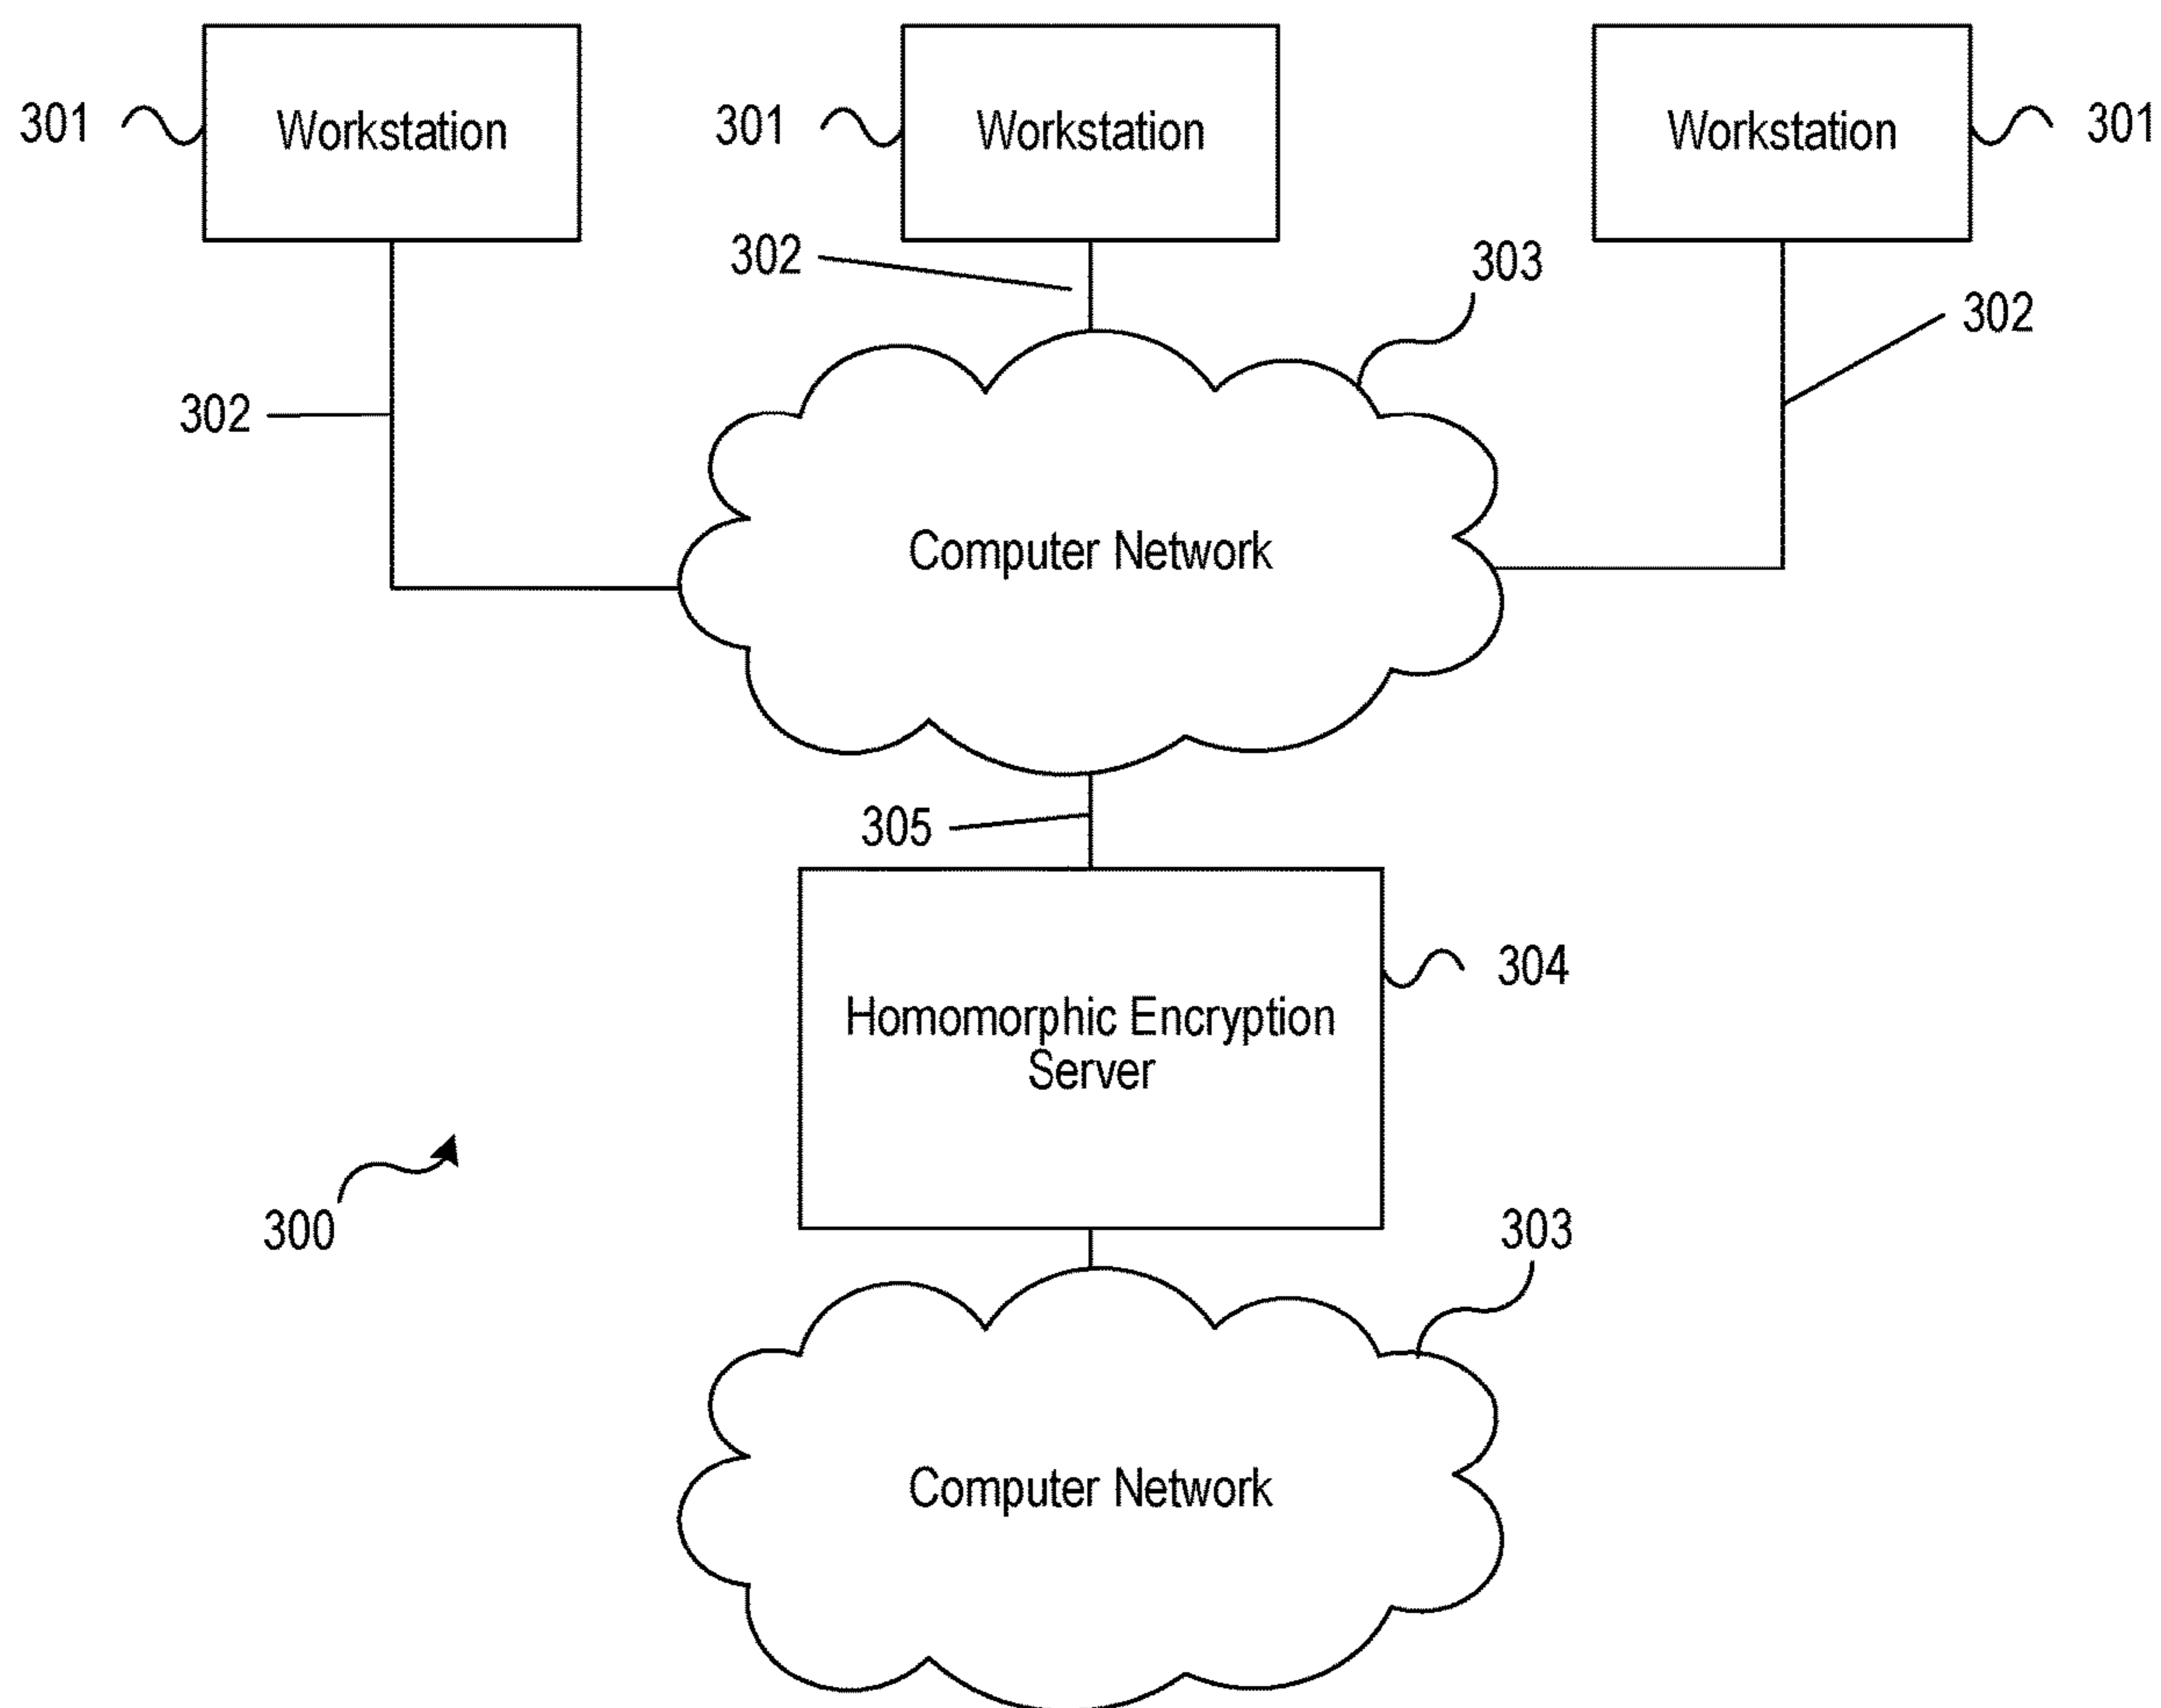 301
Workstation
301
Workstation
Workstation
301
302
303
302
302
Computer Network
305
304
Homomorphic Encryption
Server
300
303
Computer Network